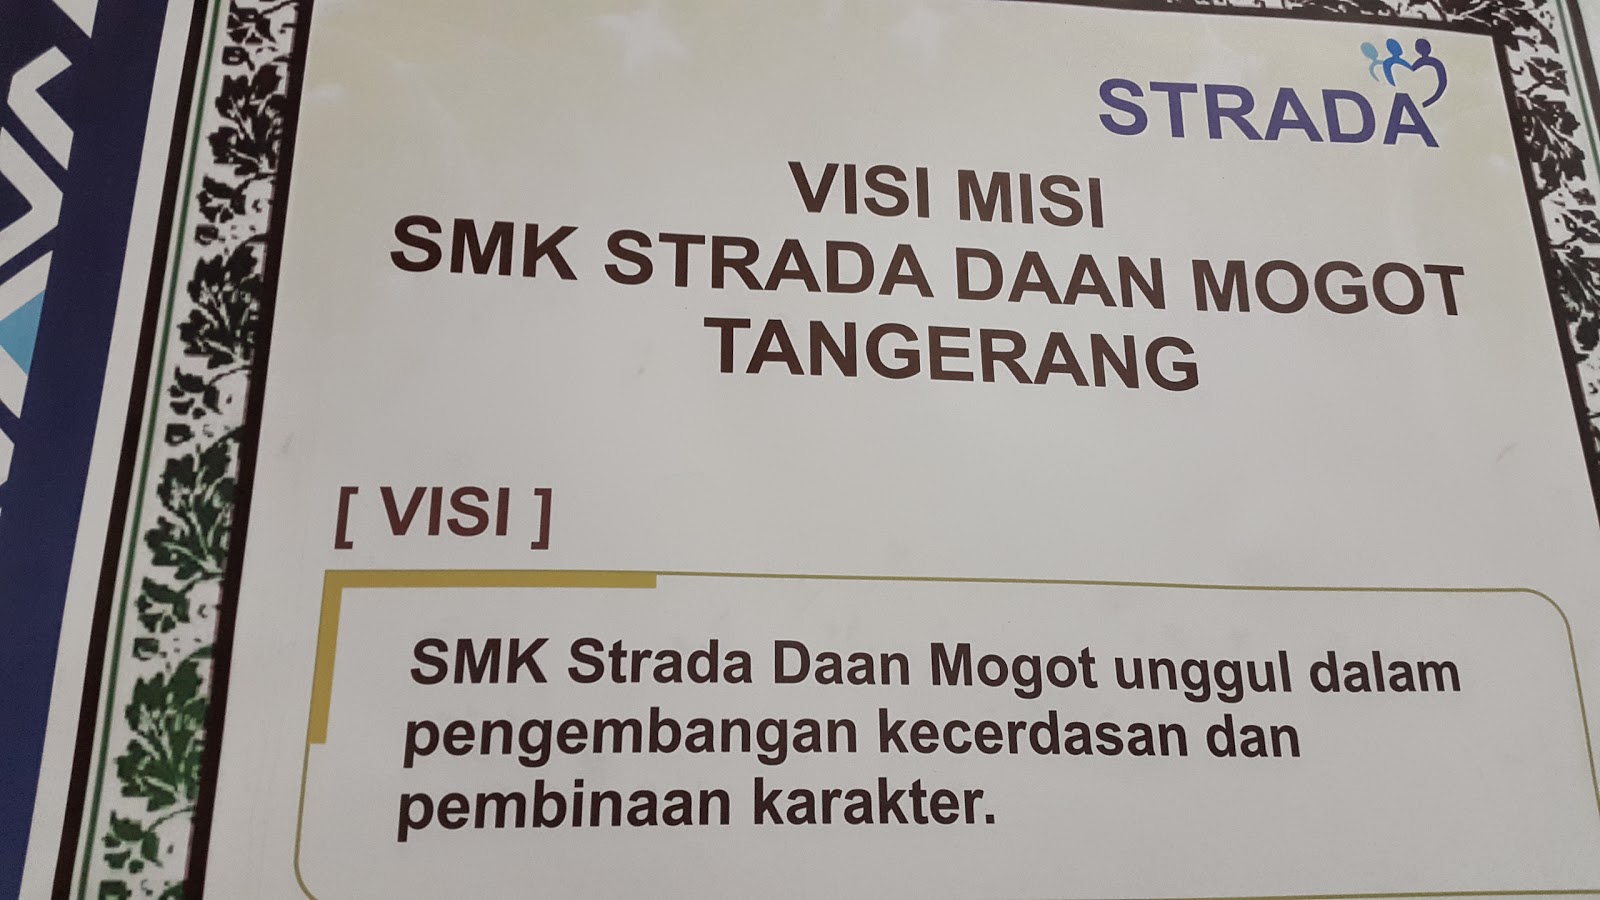 STRADA
VISI MISI
SMK STRADA DAAN MOGOT
TANGERANG
[ VISI ]
SMK Strada Daan Mogot unggul dalam
pengembangan kecerdasan dan
pembinaan karakter.